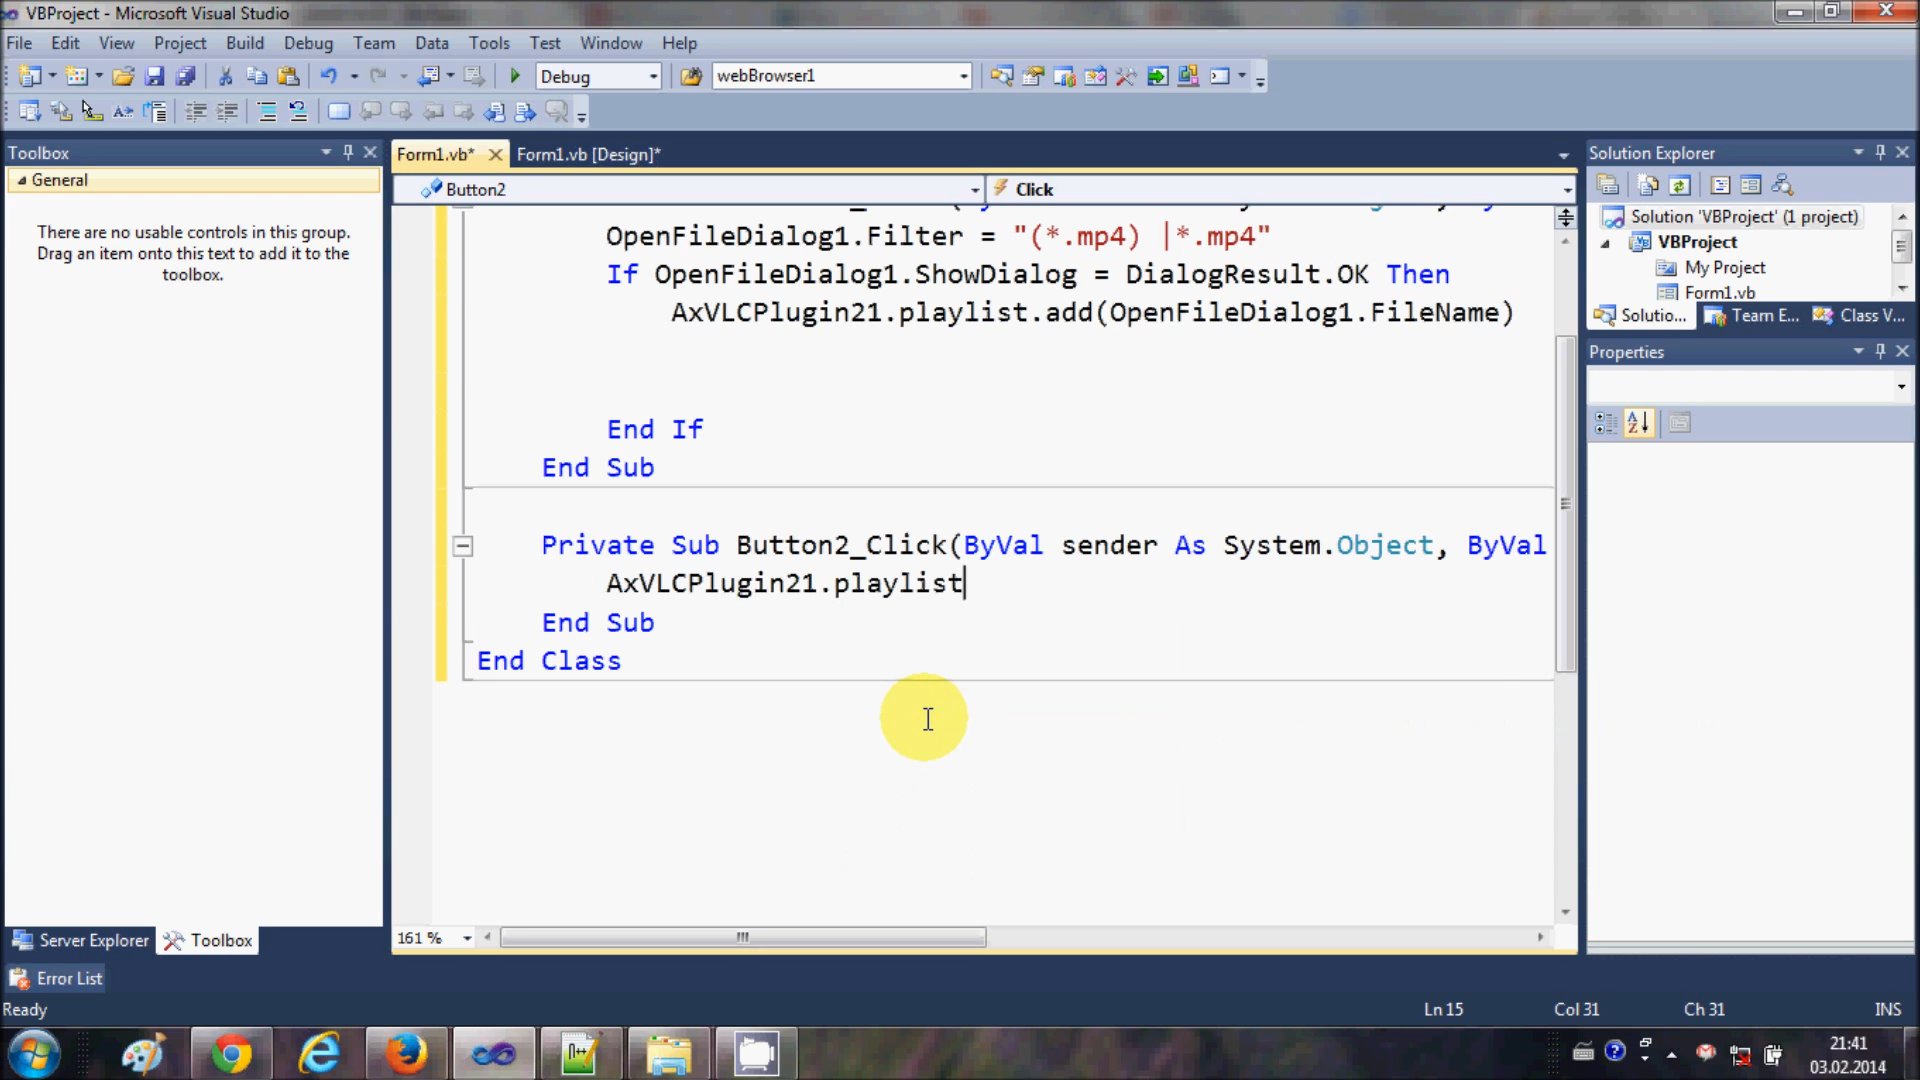 VBProject - Microsoft Visual Studio
File Edit View Project Build Debug Team Data Tools Test Window Help
Debug webBrowser1
Toolbox
General
There are no usable controls in this group.
Drag an item onto this text to add it to the
toolbox.
Server Explorer Toolbox
Form1.vb* Form1.vb [Design]*
Button2 Click
OpenFileDialog1.Filter = "(*.mp4) |*.mp4"
If OpenFileDialog1.ShowDialog = DialogResult.OK Then
AxVLCPlugin21.playlist.add(OpenFileDialog1.FileName)
End If
End Sub
Private Sub Button2_Click(ByVal sender As System.Object, ByVal
AxVLCPlugin21.playlist
End Sub
End Class
161 %
Solution Explorer
Solution 'VBProject' (1 project)
VBProject
My Project
Form1.vb
Solutio... Team E... Class V...
Properties
Error List
Ready Ln 15 Col 31 Ch 31 INS
21:41
03.02.2014